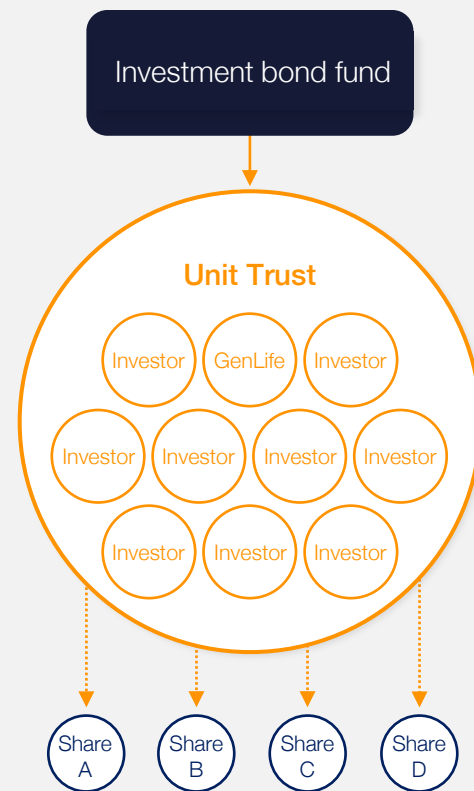 Investment bond fund
Unit Trust
Investor GenLife Investor
Investor Investor Investor Investor
Investor Investor Investor
Share Share Share Share
A B C D